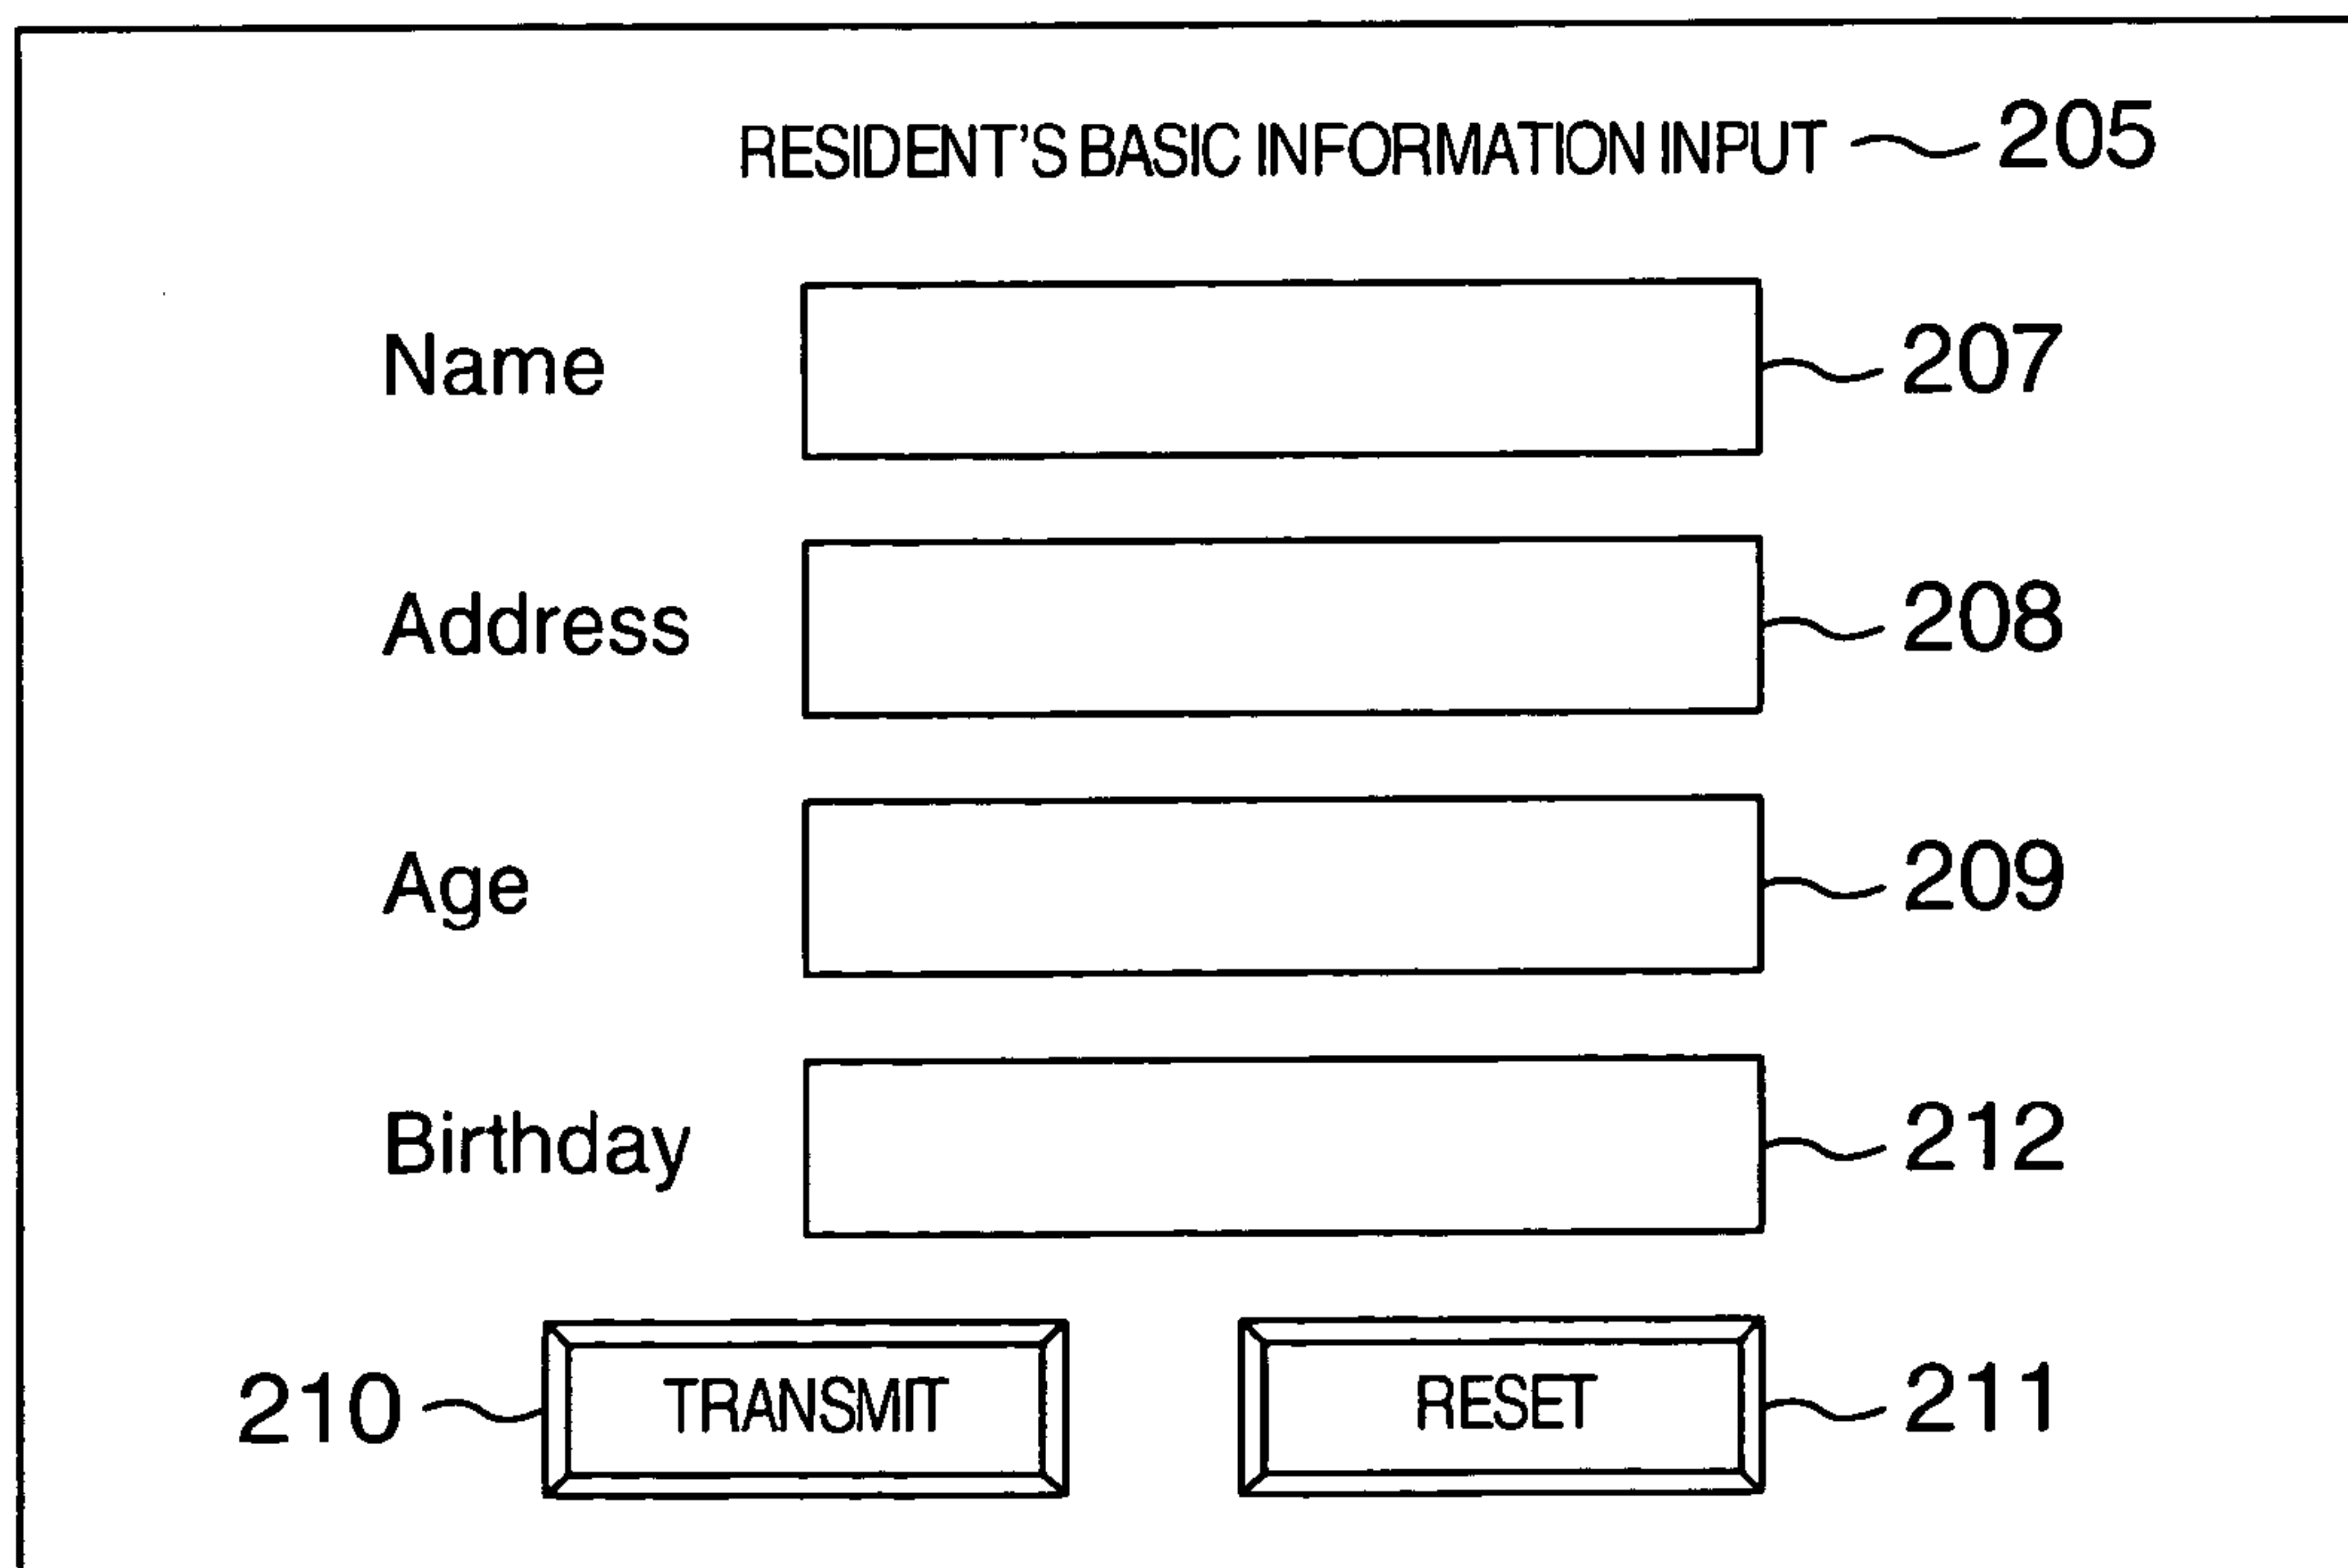 RESIDENT'S BASIC INFORMATION INPUT 205
Name 207
Address 208
Age 209
Birthday 212
210 TRANSMIT RESET 211